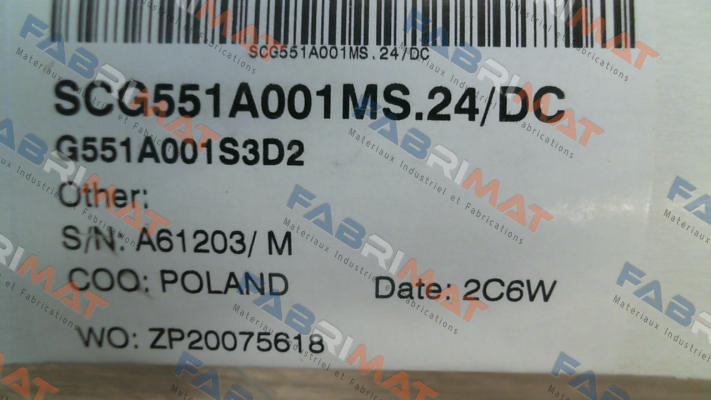 SCG551A001MS.24/DC
SCG551A001MS.24/DC
G551A001S3D2
Other:
S/N: A61203/ M
COO: POLAND
Date: 2C6W
WO: ZP20075618
FABRIMAT
Materiaux Industriel et Fabrications